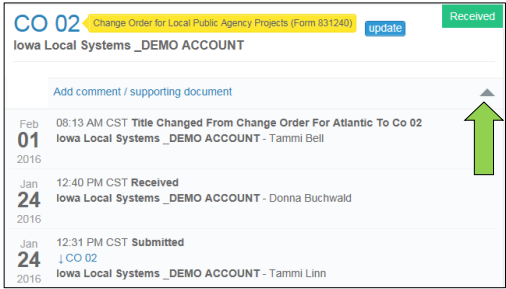 CO 02 Change Order for Local Public Agency Projects (Form 831240) update Received
Iowa Local Systems _DEMO ACCOUNT
Add comment / supporting document
Feb 01 2016
08:13 AM CST Title Changed From Change Order For Atlantic To Co 02
Iowa Local Systems _DEMO ACCOUNT - Tammi Bell
Jan 24 2016
12:40 PM CST Received
Iowa Local Systems _DEMO ACCOUNT - Donna Buchwald
Jan 24 2016
12:31 PM CST Submitted
↓CO 02
Iowa Local Systems _DEMO ACCOUNT - Tammi Linn